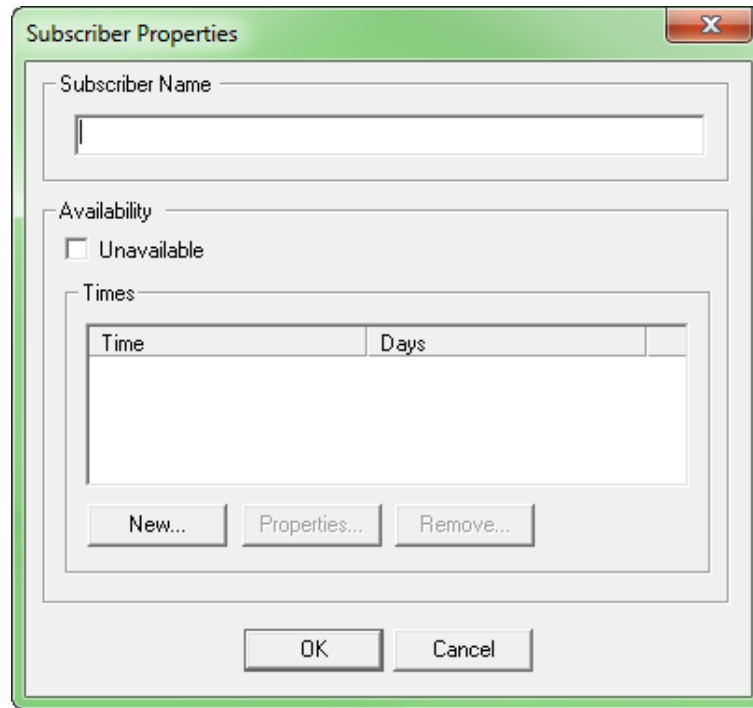 Subscriber Properties
Subscriber Name
Availability
Unavailable
Times
Time Days
New... Properties... Remove...
OK Cancel